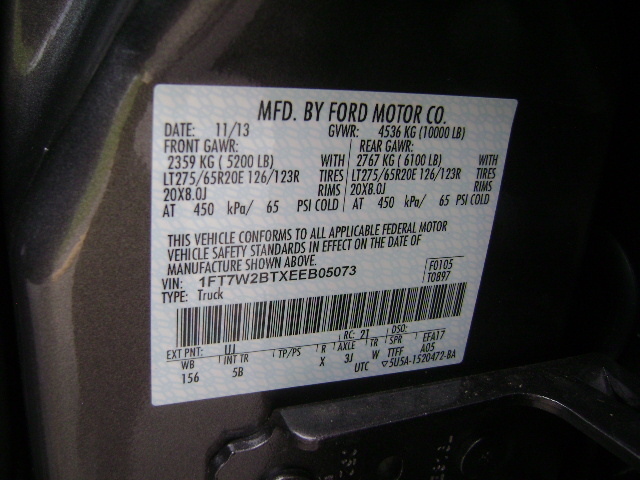 MFD. BY FORD MOTOR CO.
DATE: 11/13 GVWR: 4536 KG (10000 LB)
FRONT GAWR: REAR GAWR:
2359 KG ( 5200 LB) WITH 2767 KG ( 6100 LB) WITH
LT275/65R20E 126/123R TIRES LT275/65R20E 126/123R TIRES
20X8.0J RIMS 20X8.0J RIMS
AT 450 kPa/ 65 PSI COLD AT 450 kPa/ 65 PSI COLD
THIS VEHICLE CONFORMS TO ALL APPLICABLE FEDERAL MOTOR
VEHICLE SAFETY STANDARDS IN EFFECT ON THE DATE OF
MANUFACTURE SHOWN ABOVE.
VIN: 1FT7W2BTXEEB05073 F0105
TYPE: Truck T0897
EXT PNT: UJ RC: 21 DSO:
WB INT TR TP/PS R AXLE TR SPR EFA17
156 5B X 3J W TTFF A05
UTC ▽5U5A-1520472-BA